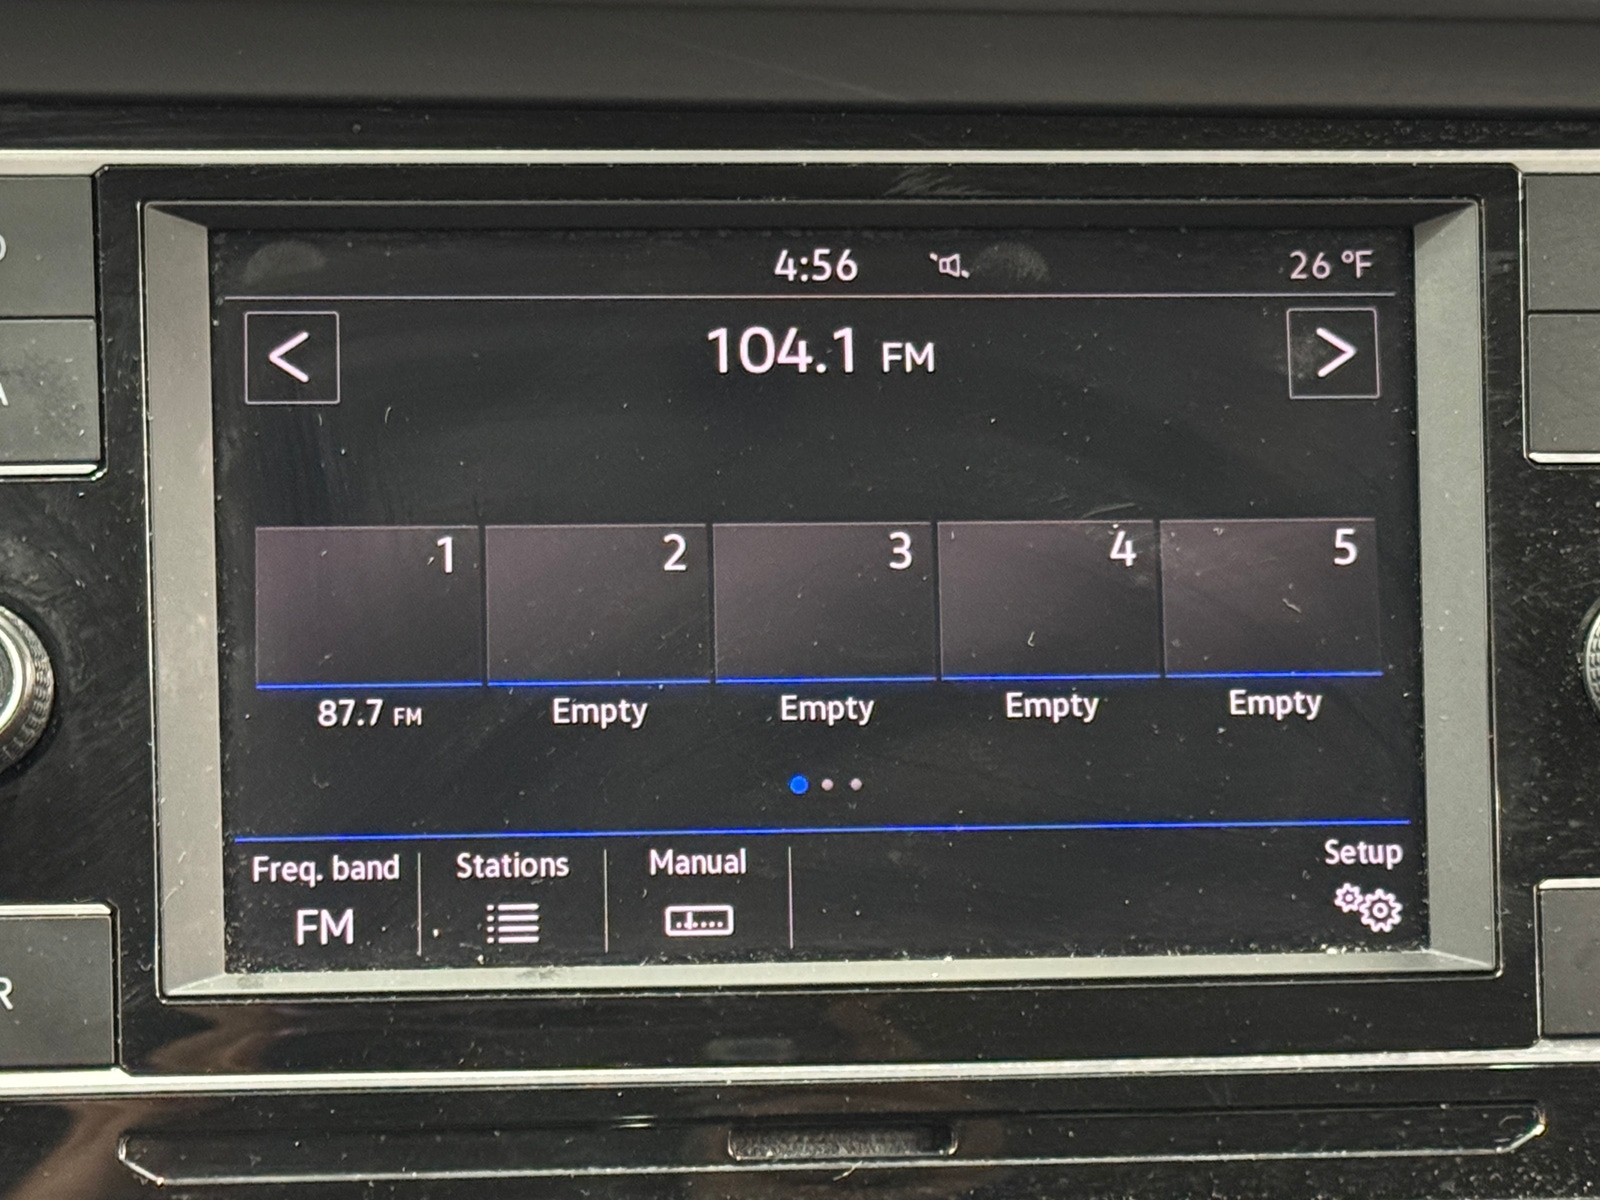 4:56 26 °F
< 104.1 FM >
1 2 3 4 5
87.7 FM Empty Empty Empty Empty
Freq. band Stations Manual Setup
FM
A
R